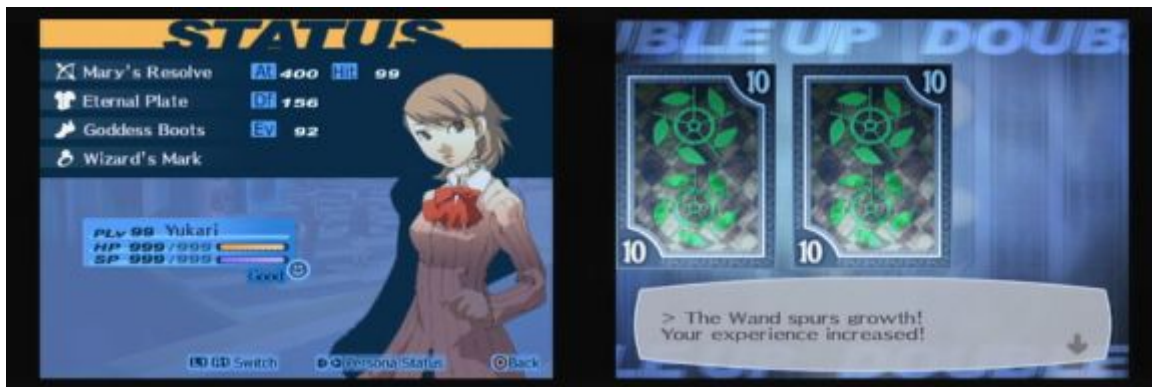 STATUS
Mary's Resolve At 400 Hit 99
Eternal Plate Df 156
Goddess Boots Ev 92
Wizard's Mark
PLv 99 Yukari
HP 999/999
SP 999/999
Good
Switch
Persona Status
Back
BLE UP DOUB
10
10
10
10
> The Wand spurs growth!
Your experience increased!